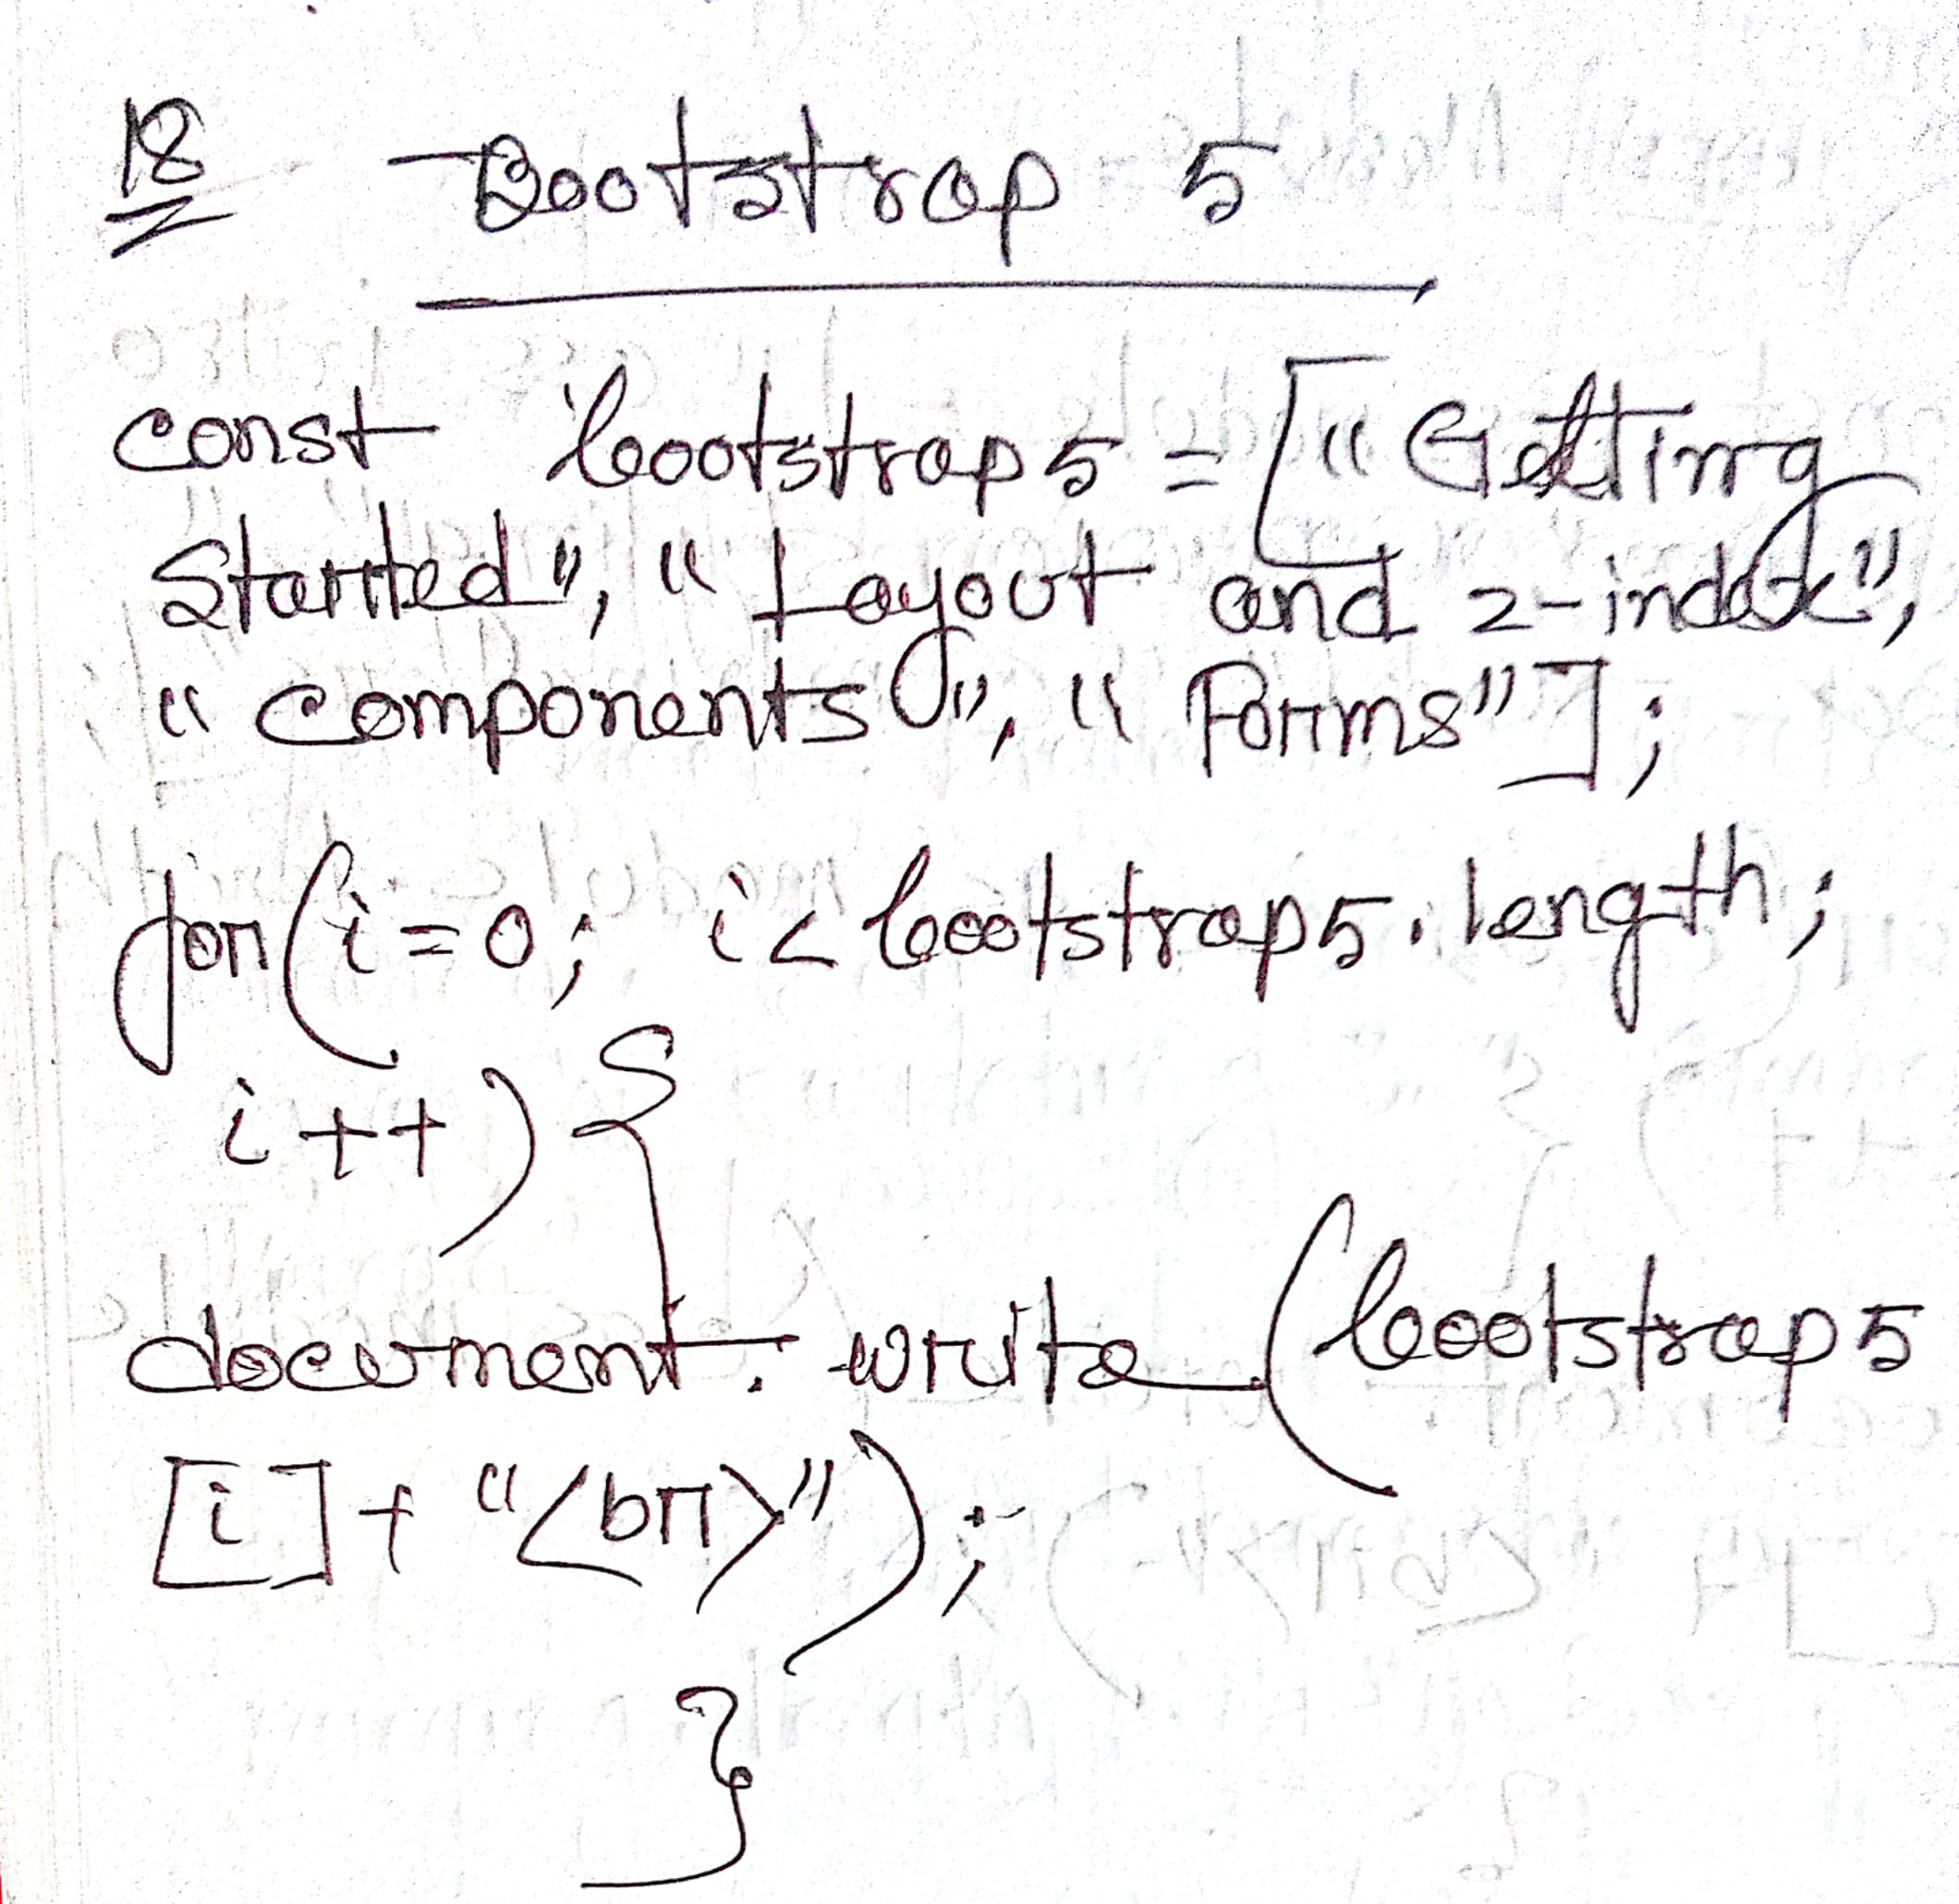 18 Bootstrap 5
const bootstrap5 = ["Getting
Started", "Layout and z-index",
"components", "Forms"];
for(i=0; i< bootstrap5.length;
i++) {
document.write(bootstrap5
[i]+ "<br>");
}